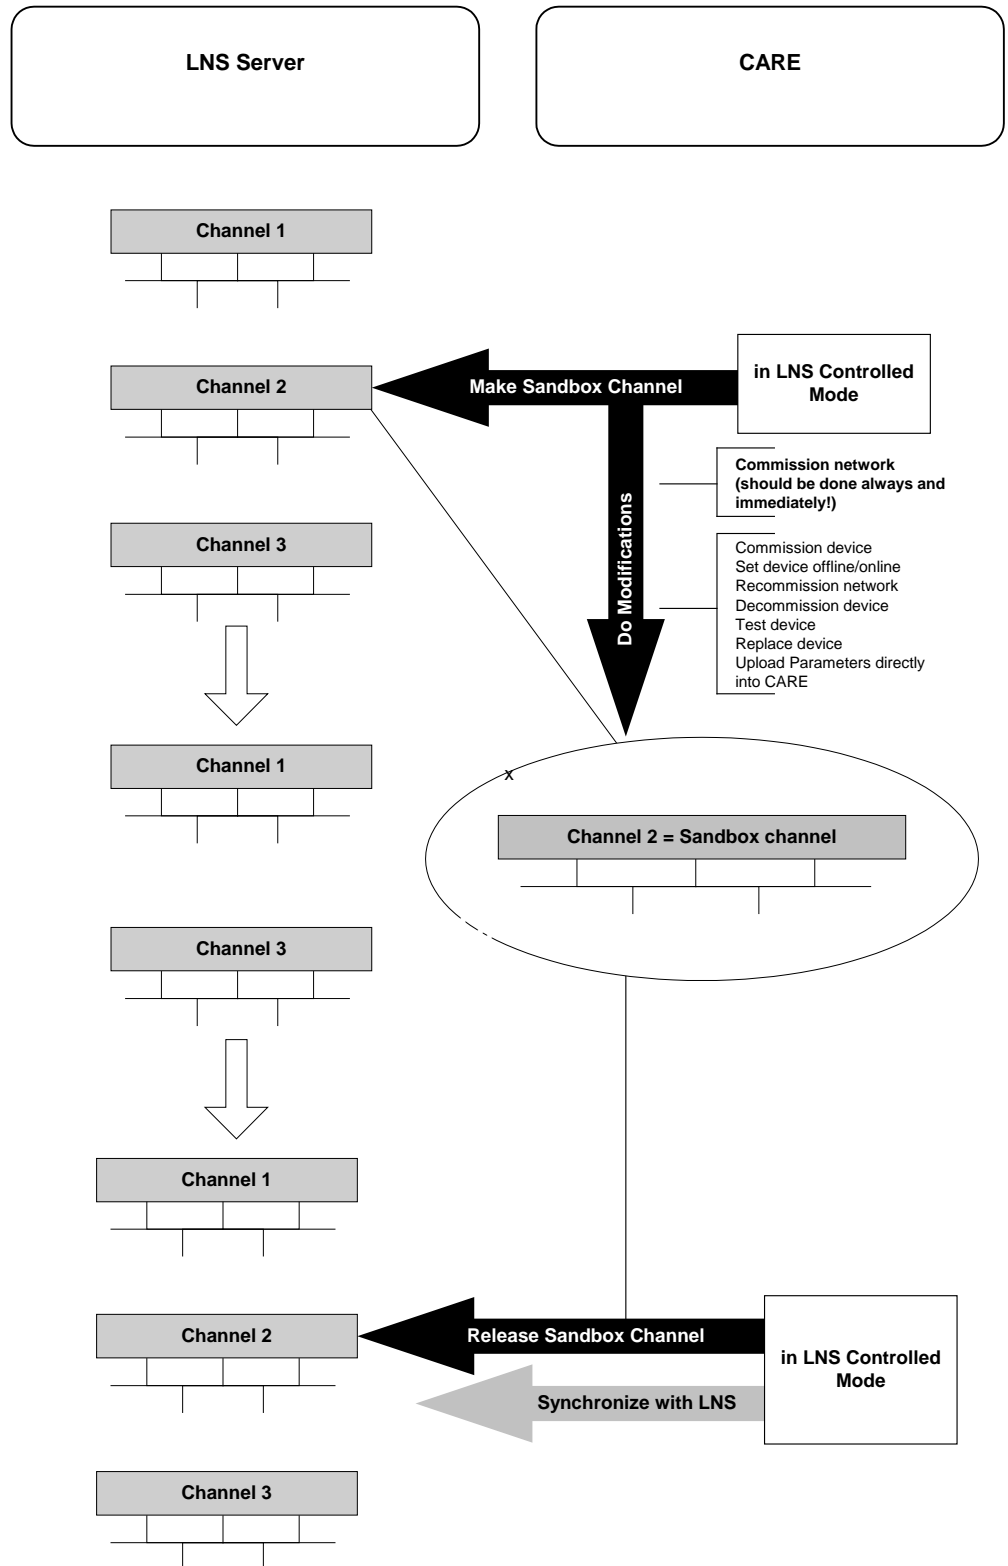 LNS Server
CARE
Channel 1
Channel 2
Make Sandbox Channel
in LNS Controlled
Mode
Do Modifications
Commission network
(should be done always and
immediately!)
Channel 3
Commission device
Set device offline/online
Recommission network
Decommission device
Test device
Replace device
Upload Parameters directly
into CARE
Channel 1
x
Channel 2 = Sandbox channel
Channel 3
Channel 1
Channel 2
Release Sandbox Channel
in LNS Controlled
Mode
Synchronize with LNS
Channel 3